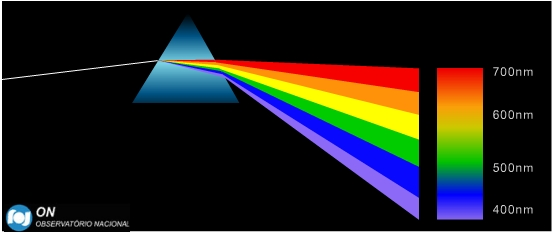 700nm
600nm
500nm
400nm
ON
OBSERVATÓRIO NACIONAL